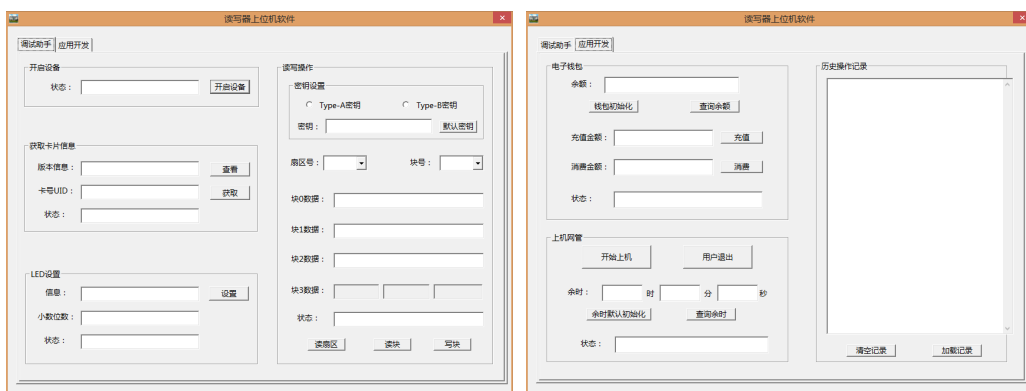 读写器上位机软件
调试助手 应用开发
开启设备
状态： 开启设备
获取卡片信息
版本信息： 查看
卡号UID： 获取
状态：
LED设置
信息： 设置
小数位数：
状态：
读写操作
密钥设置
Type-A密钥 Type-B密钥
密钥： 默认密钥
扇区号： 块号：
块0数据：
块1数据：
块2数据：
块3数据：
状态：
读扇区 读块 写块
读写器上位机软件
调试助手 应用开发
电子钱包
余额：
钱包初始化 查询余额
充值金额： 充值
消费金额： 消费
状态：
上机网管
开始上机 用户退出
余时： 时 分 秒
余时默认初始化 查询余时
状态：
历史操作记录
清空记录 加载记录